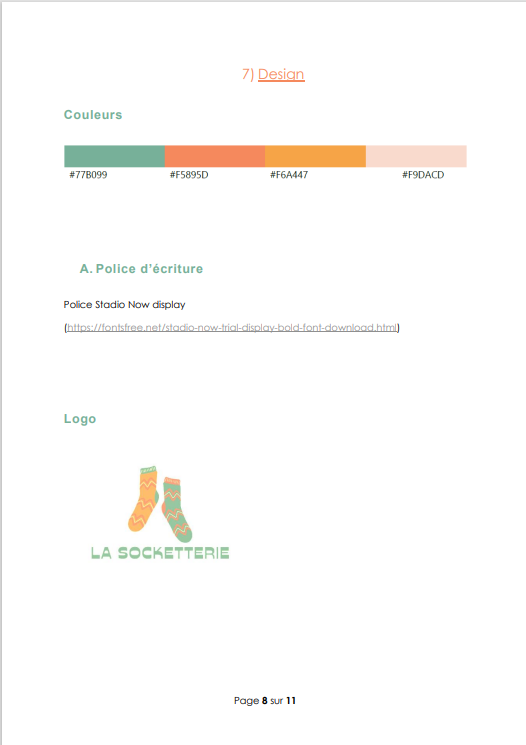 7) Design
Couleurs
#77B099 #F5895D #F6A447 #F9DACD
A. Police d'écriture
Police Stadio Now display
(https://fontsfree.net/stadio-now-trial-display-bold-font-download.html)
Logo
LA SOCKETTERIE
Page 8 sur 11